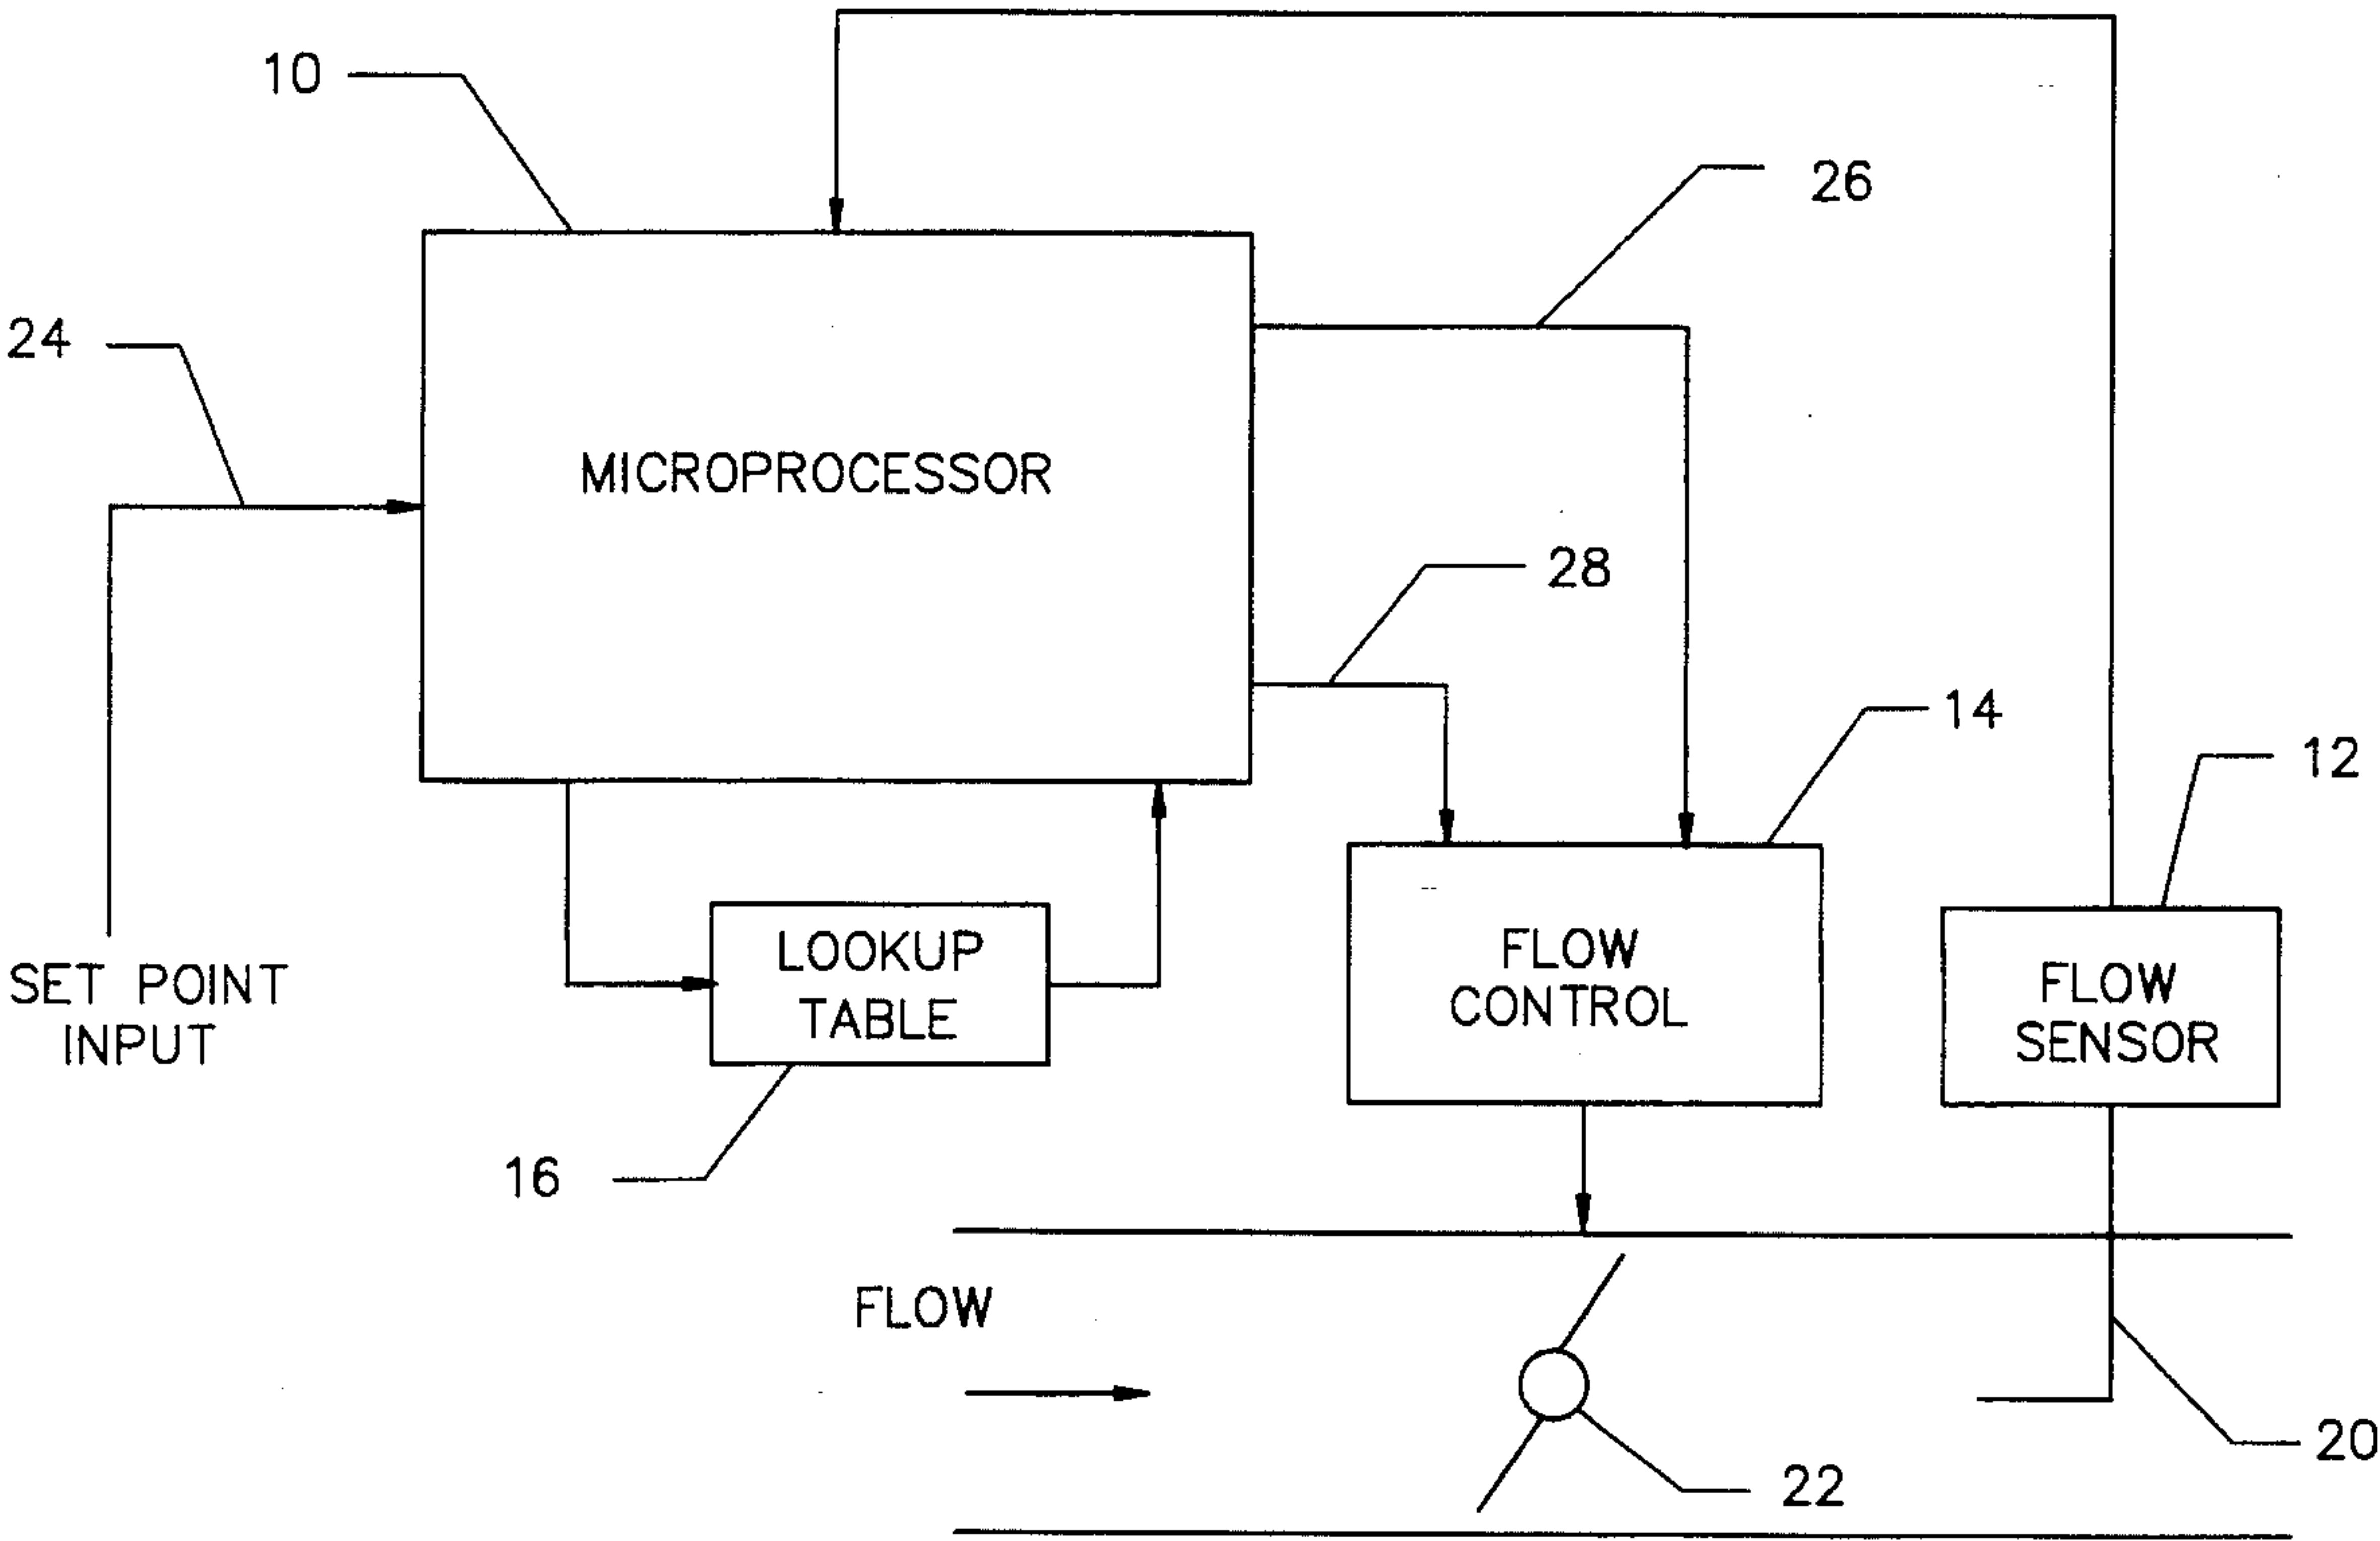 10
26
24
MICROPROCESSOR
28
14
12
LOOKUP
TABLE
FLOW
CONTROL
FLOW
SENSOR
SET POINT
INPUT
16
FLOW
20
22